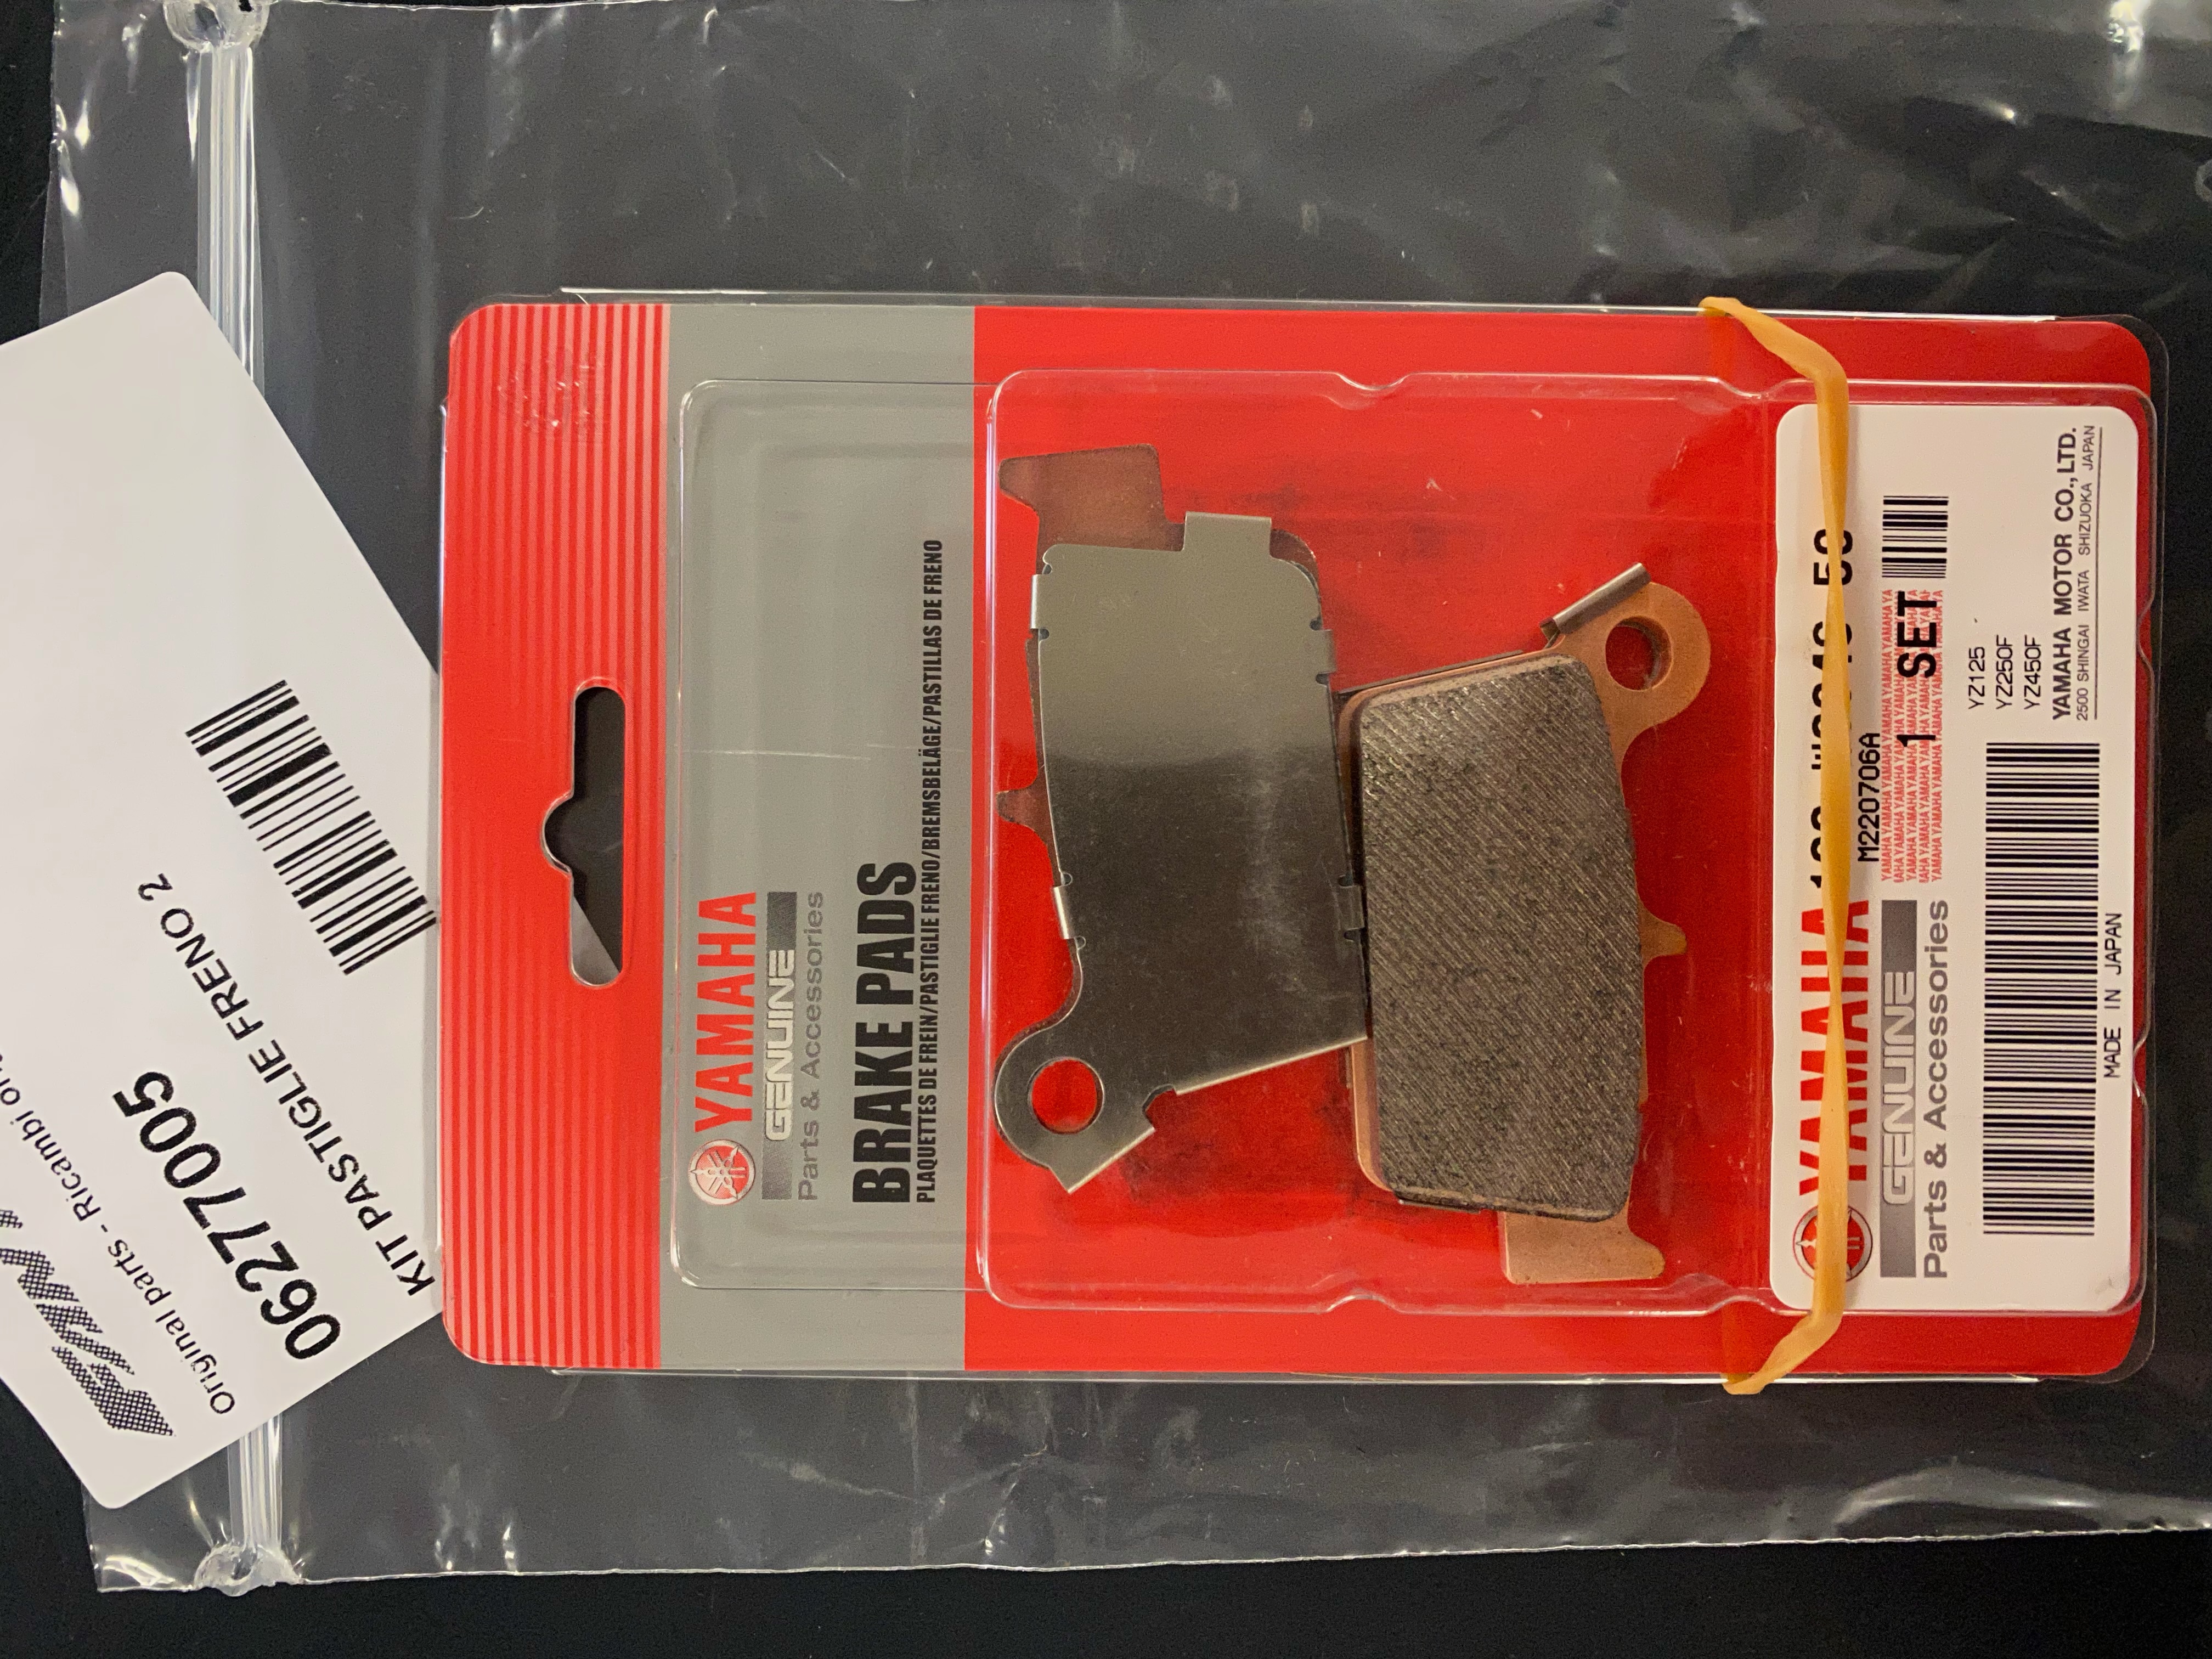 Original parts - Ricambi
06277005
KIT PASTIGLIE FRENO 2
YAMAHA
GENUINE
Parts & Accessories
BRAKE PADS
PLAQUETTES DE FREIN/PASTIGLIE FRENO/BREMSBELÄGE/PASTILLAS DE FRENO
YAMAHA
GENUINE
Parts & Accessories
M220706A
1 SET
YZ125
YZ250F
YZ450F
YAMAHA MOTOR CO., LTD.
2500 SHINGAI IWATA SHIZUOKA JAPAN
MADE IN JAPAN